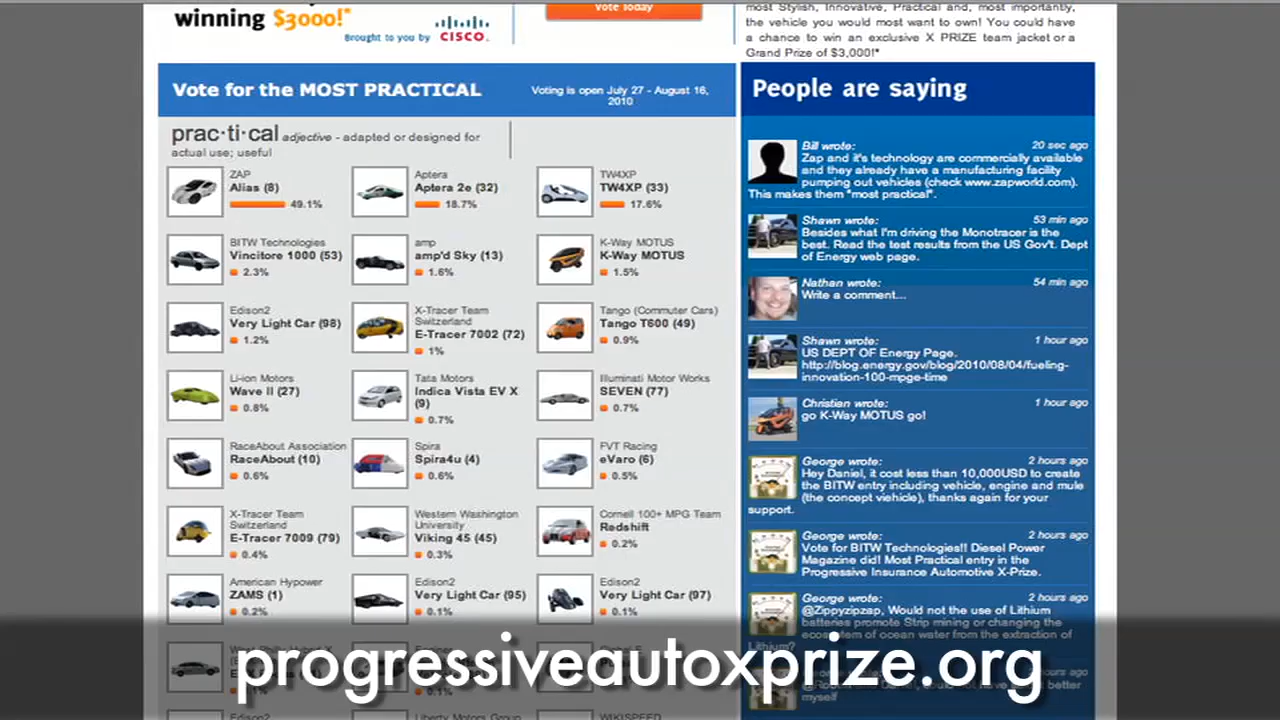 winning $3000!*
Brought to you by CISCO.
Vote Today
most Stylish, Innovative, Practical and, most importantly,
the vehicle you would most want to own! You could have
a chance to win an exclusive X PRIZE team jacket or a
Grand Prize of $3,000!*
Vote for the MOST PRACTICAL
Voting is open July 27 - August 16,
2010
prac·ti·cal adjective - adapted or designed for
actual use; useful
ZAP
Alias (8)
49.1%
Aptera
Aptera 2e (32)
18.7%
TW4XP
TW4XP (33)
17.6%
BITW Technologies
Vincitore 1000 (53)
2.3%
amp
amp'd Sky (13)
1.6%
K-Way MOTUS
K-Way MOTUS
1.5%
Edison2
Very Light Car (98)
1.2%
X-Tracer Team
Switzerland
E-Tracer 7002 (72)
1%
Tango (Commuter Cars)
Tango T600 (49)
0.9%
Li-ion Motors
Wave II (27)
0.8%
Tata Motors
Indica Vista EV X
(9)
0.7%
Illuminati Motor Works
SEVEN (77)
0.7%
RaceAbout Association
RaceAbout (10)
0.6%
Spira
Spira4u (4)
0.6%
FVT Racing
eVaro (6)
0.5%
X-Tracer Team
Switzerland
E-Tracer 7009 (79)
0.4%
Western Washington
University
Viking 45 (45)
0.3%
Cornell 100+ MPG Team
Redshift
0.2%
American Hypower
ZAMS (1)
0.2%
Edison2
Very Light Car (95)
0.1%
Edison2
Very Light Car (97)
0.1%
0.1%
Edison2
Liberty Motors Group
WIKISPEED
People are saying
Bill wrote: 20 sec ago
Zap and it's technology are commercially available
and they already have a manufacturing facility
pumping out vehicles (check www.zapworld.com).
This makes them "most practical".
Shawn wrote: 53 min ago
Besides what I'm driving the Monotracer is the
best. Read the test results from the US Gov't. Dept
of Energy web page.
Nathan wrote: 54 min ago
Write a comment...
Shawn wrote: 1 hour ago
US DEPT OF Energy Page.
http://blog.energy.gov/blog/2010/08/04/fueling-
innovation-100-mpge-time
Christian wrote: 1 hour ago
go K-Way MOTUS go!
George wrote: 2 hours ago
Hey Daniel, it cost less than 10,000USD to create
the BITW entry including vehicle, engine and mule
(the concept viehicle), thanks again for your
support.
George wrote: 2 hours ago
Vote for BITW Technologies!! Diesel Power
Magazine did! Most Practical entry in the
Progressive Insurance Automotive X-Prize.
George wrote: 2 hours ago
@Zippyzipzap, Would not the use of Lithium
batteries promote Strip mining or changing the
ecosystem of ocean water from the extraction of
Lithium?
better
myself
progressiveautoxprize.org